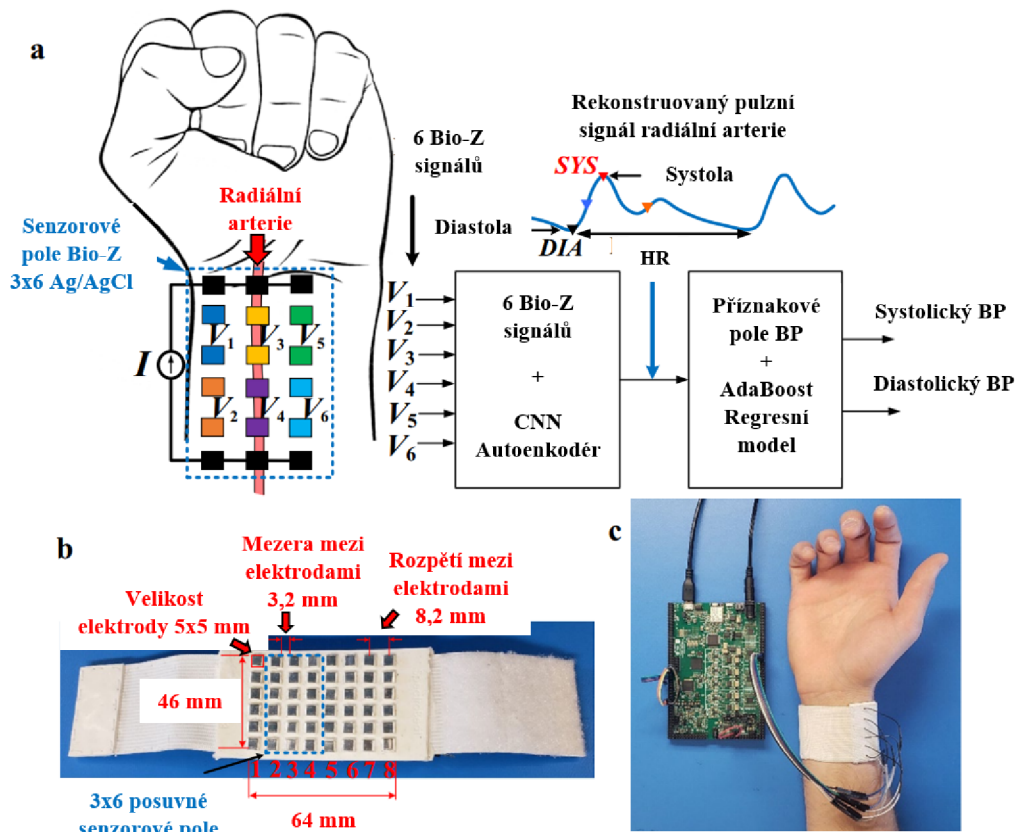 a
6 Bio-Z
signálů
Rekonstruovaný pulzní
signál radiální arterie
SYS
Systola
Diastola
DIA
HR
Radiální
arterie
Senzorové
pole Bio-Z
3x6 Ag/AgCl
I
V1
V3
V5
V2
V4
V6
V1
V2
V3
V4
V5
V6
6 Bio-Z
signálů
+
CNN
Autoenkodér
Příznakové
pole BP
+
AdaBoost
Regresní
model
Systolický BP
Diastolický BP
b
Mezera mezi
elektrodami
3,2 mm
Rozpětí mezi
elektrodami
8,2 mm
Velikost
elektrody 5x5 mm
46 mm
1 2 3 4 5 6 7 8
64 mm
3x6 posuvné
senzorové pole
c